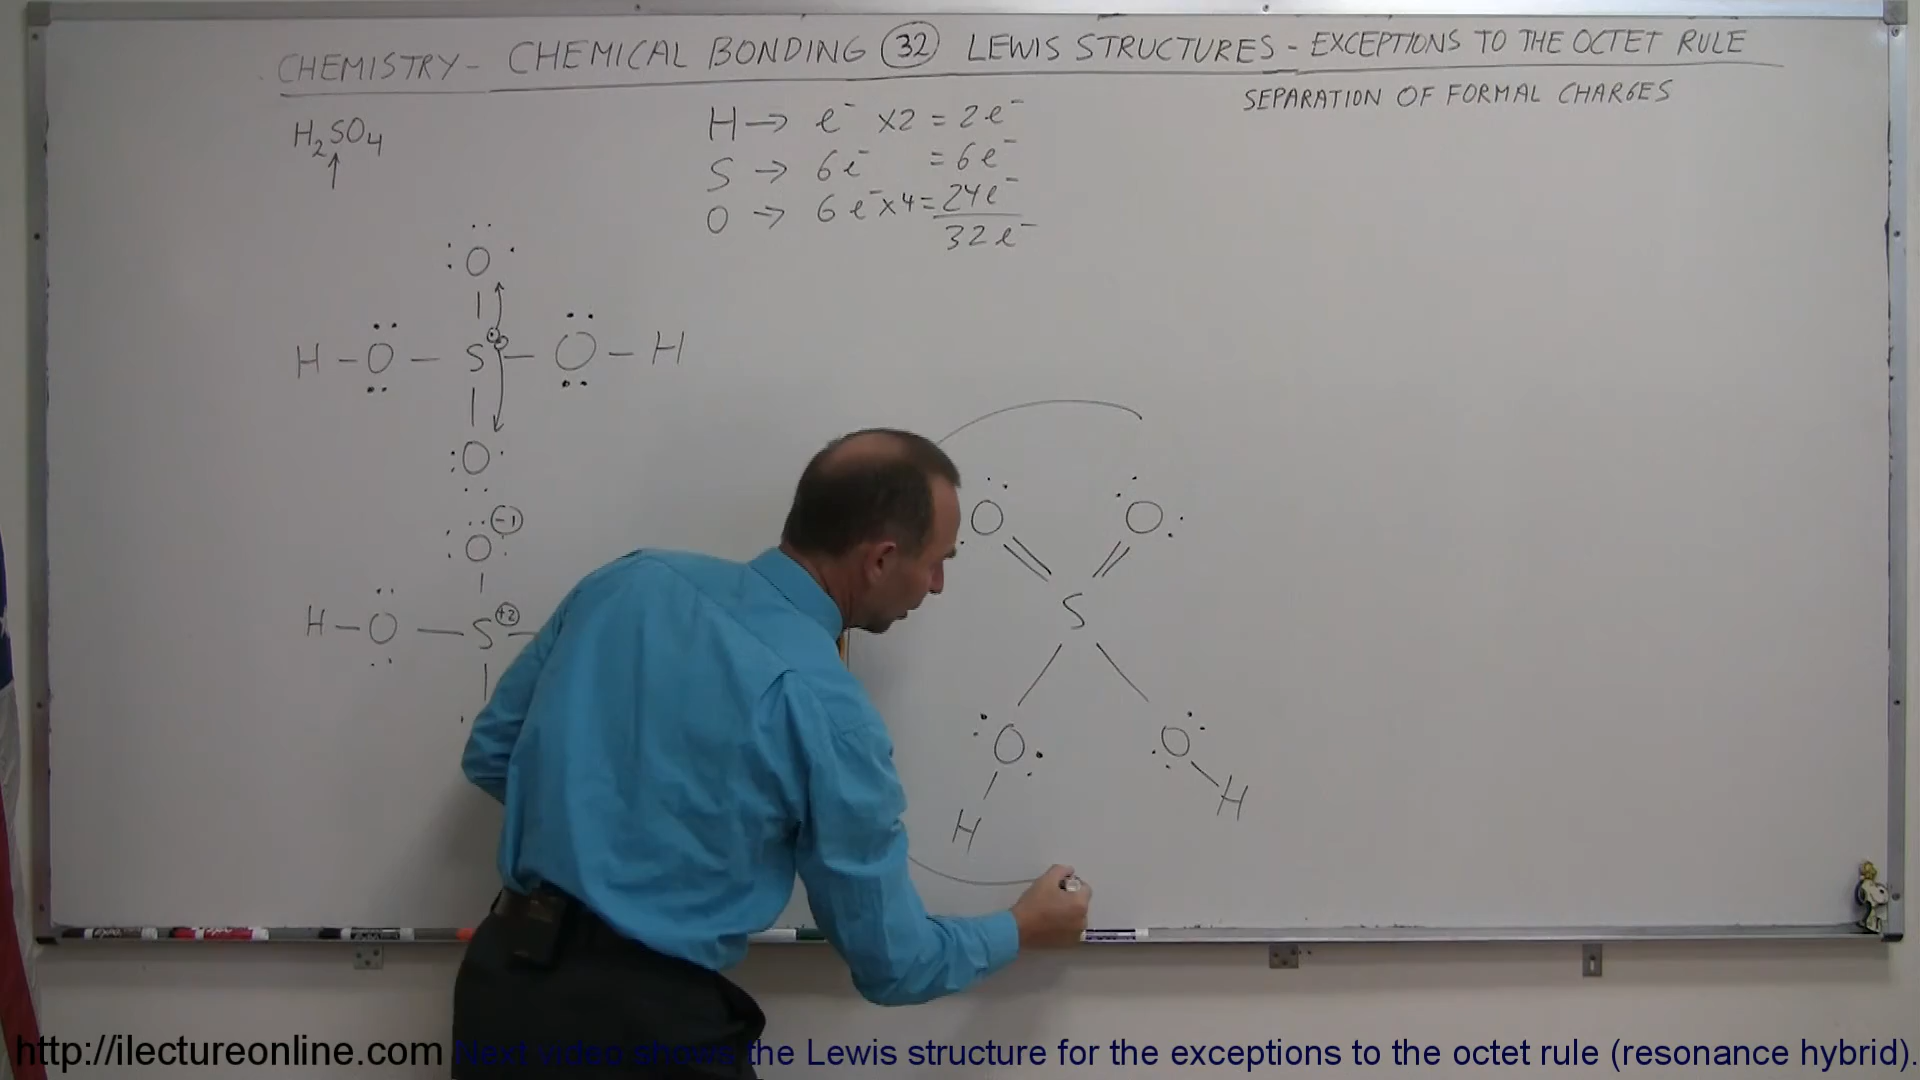 CHEMISTRY - CHEMICAL BONDING 32 LEWIS STRUCTURES - EXCEPTIONS TO THE OCTET RULE
SEPARATION OF FORMAL CHARGES
H₂SO₄
H → e⁻ x2 = 2e⁻
S → 6e⁻ = 6e⁻
O → 6e⁻x4 = 24e⁻
32e⁻
O
H - O - S - O - H
O
O -1
H - O - S +2
O O
S
O O
H H
http://ilectureonline.com Next video shows the Lewis structure for the exceptions to the octet rule (resonance hybrid).